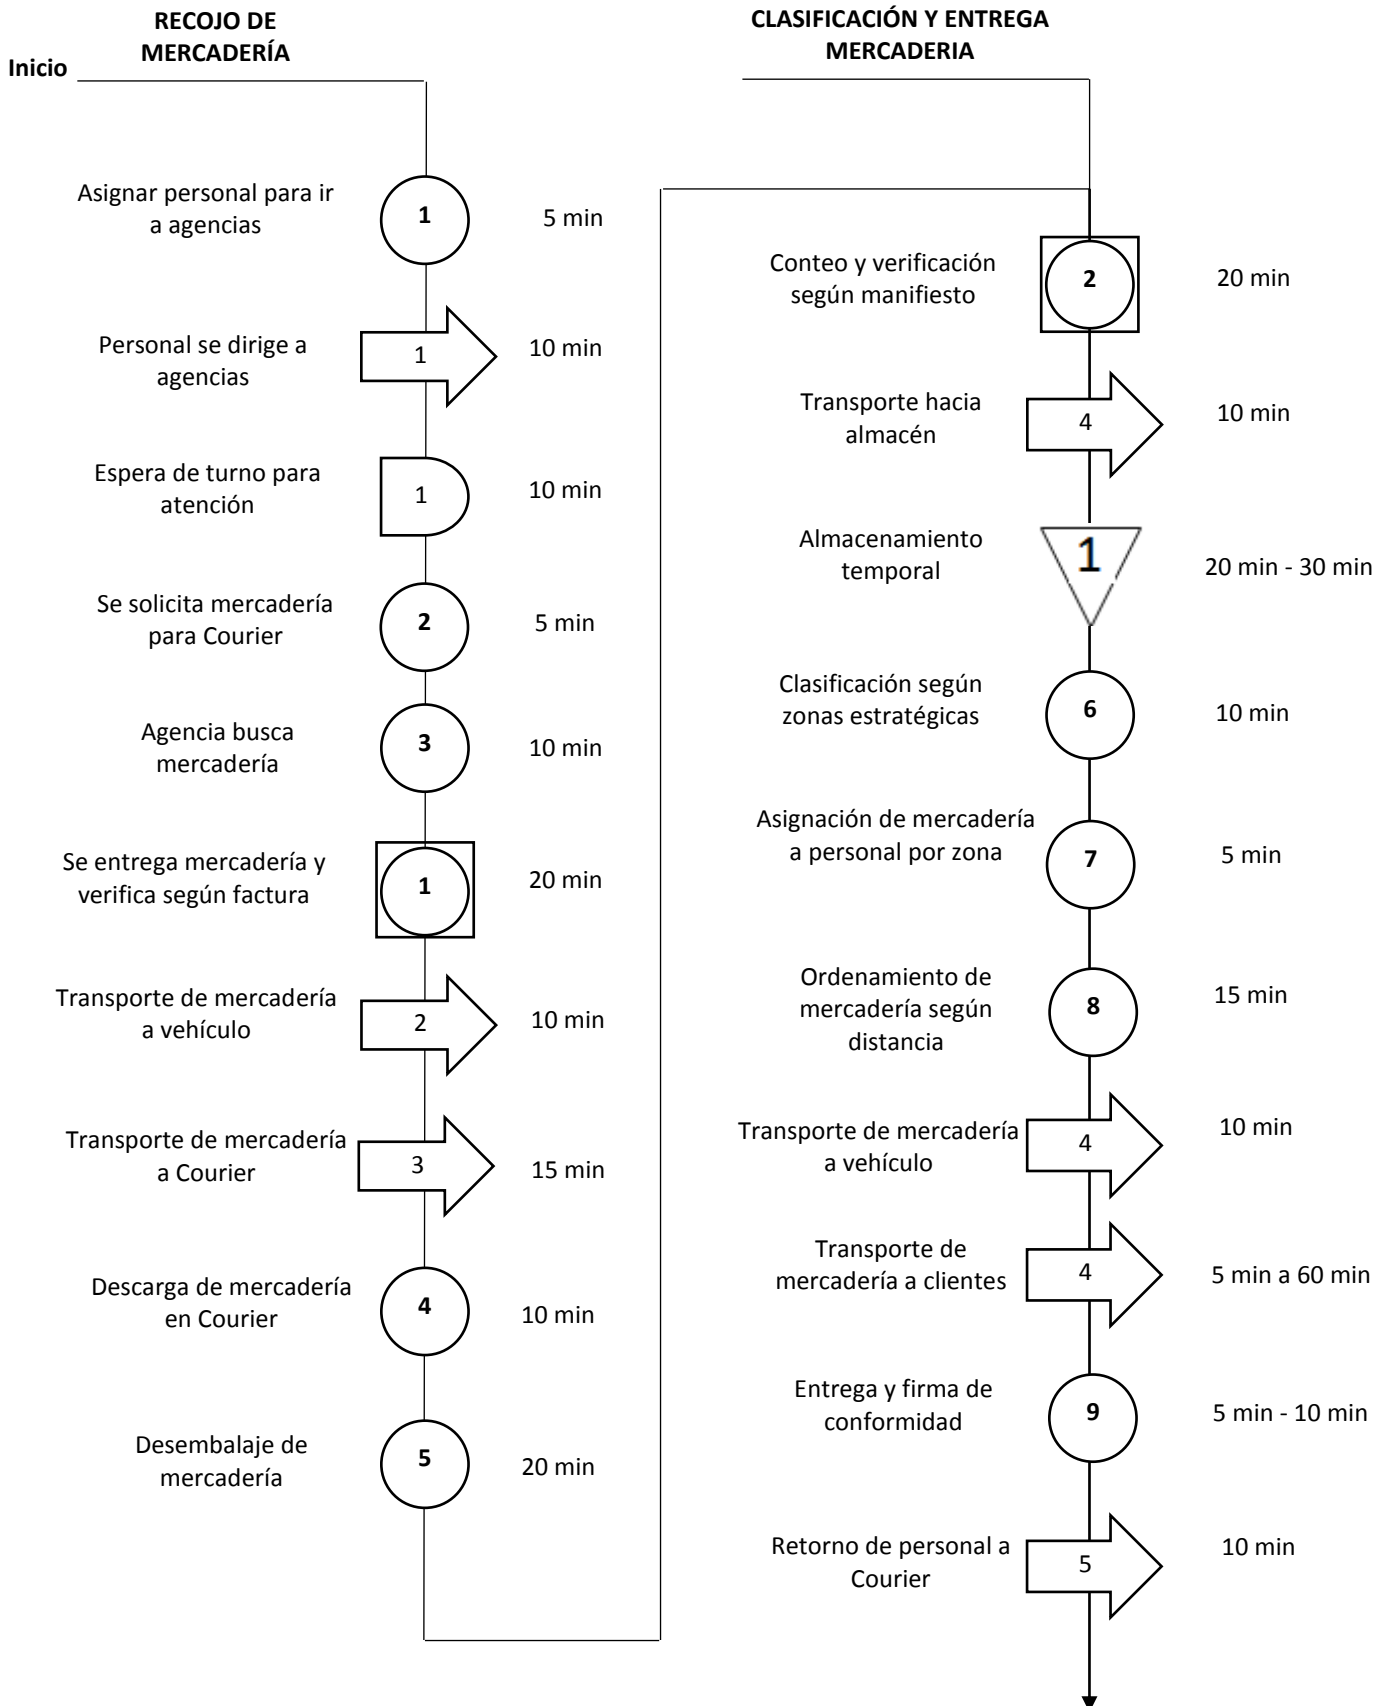 RECOJO DE
MERCADERÍA
Inicio
Asignar personal para ir
a agencias
1
5 min
Personal se dirige a
agencias
1
10 min
Espera de turno para
atención
1
10 min
Se solicita mercadería
para Courier
2
5 min
Agencia busca
mercadería
3
10 min
Se entrega mercadería y
verifica según factura
1
20 min
Transporte de mercadería
a vehículo
2
10 min
Transporte de mercadería
a Courier
3
15 min
Descarga de mercadería
en Courier
4
10 min
Desembalaje de
mercadería
5
20 min
CLASIFICACIÓN Y ENTREGA
MERCADERIA
Conteo y verificación
según manifiesto
2
20 min
Transporte hacia
almacén
4
10 min
Almacenamiento
temporal
1
20 min - 30 min
Clasificación según
zonas estratégicas
6
10 min
Asignación de mercadería
a personal por zona
7
5 min
Ordenamiento de
mercadería según
distancia
8
15 min
Transporte de mercadería
a vehículo
4
10 min
Transporte de
mercadería a clientes
4
5 min a 60 min
Entrega y firma de
conformidad
9
5 min - 10 min
Retorno de personal a
Courier
5
10 min